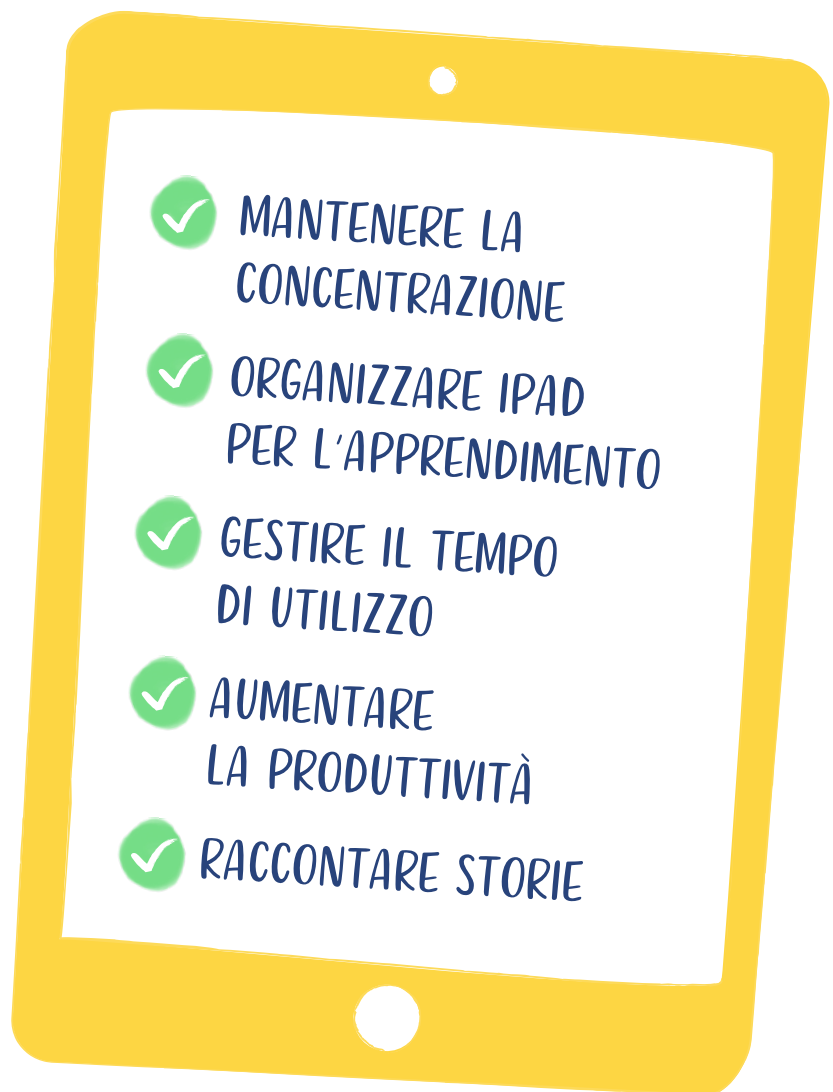 MANTENERE LA
CONCENTRAZIONE
ORGANIZZARE IPAD
PER L'APPRENDIMENTO
GESTIRE IL TEMPO
DI UTILIZZO
AUMENTARE
LA PRODUTTIVITÀ
RACCONTARE STORIE